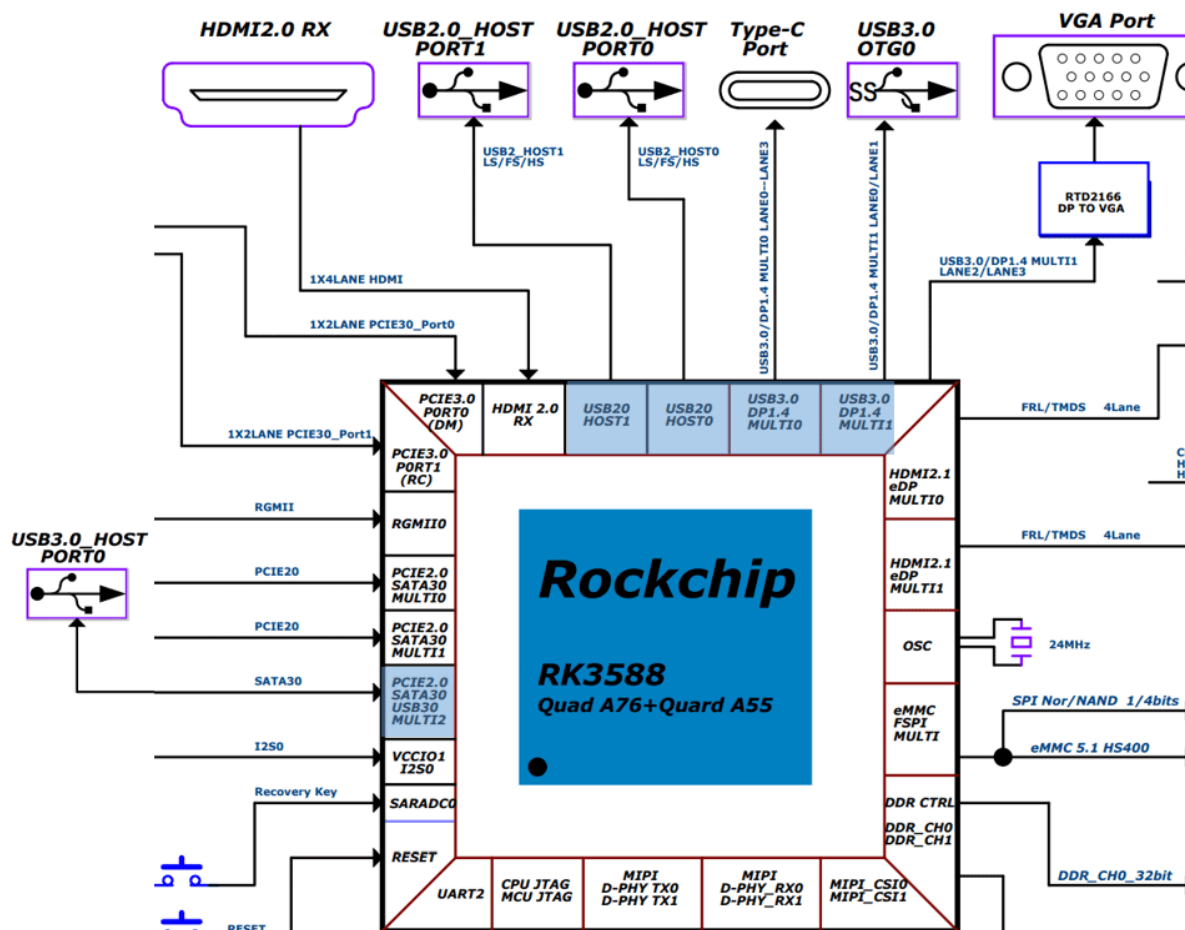 HDMI2.0 RX
USB2.0_HOST
PORT1
USB2.0_HOST
PORT0
Type-C
Port
USB3.0
OTG0
VGA Port
SS
USB2_HOST1
LS/FS/HS
USB2_HOST0
LS/FS/HS
USB3.0/DP1.4 MULTI0 LANE0--LANE3
USB3.0/DP1.4 MULTI1 LANE0/LANE1
RTD2166
DP TO VGA
USB3.0/DP1.4 MULTI1
LANE2/LANE3
1X4LANE HDMI
1X2LANE PCIE30_Port0
PCIE3.0
PORT0
(DM)
HDMI 2.0
RX
USB20
HOST1
USB20
HOST0
USB3.0
DP1.4
MULTI0
USB3.0
DP1.4
MULTI1
FRL/TMDS 4Lane
1X2LANE PCIE30_Port1
PCIE3.0
PORT1
(RC)
HDMI2.1
eDP
MULTI0
C
H
H
RGMII
RGMII0
USB3.0_HOST
PORT0
FRL/TMDS 4Lane
HDMI2.1
eDP
MULTI1
PCIE20
PCIE2.0
SATA30
MULTI0
Rockchip
PCIE20
PCIE2.0
SATA30
MULTI1
OSC
24MHz
SATA30
PCIE2.0
SATA30
USB30
MULTI2
RK3588
Quad A76+Quard A55
eMMC
FSPI
MULTI
SPI Nor/NAND 1/4bits
eMMC 5.1 HS400
I2S0
VCCIO1
I2S0
Recovery Key
SARADC0
DDR CTRL
DDR_CH0
DDR_CH1
RESET
DDR_CH0_32bit
UART2
CPU JTAG
MCU JTAG
MIPI
D-PHY TX0
D-PHY TX1
MIPI
D-PHY_RX0
D-PHY_RX1
MIPI_CSI0
MIPI_CSI1
RESET